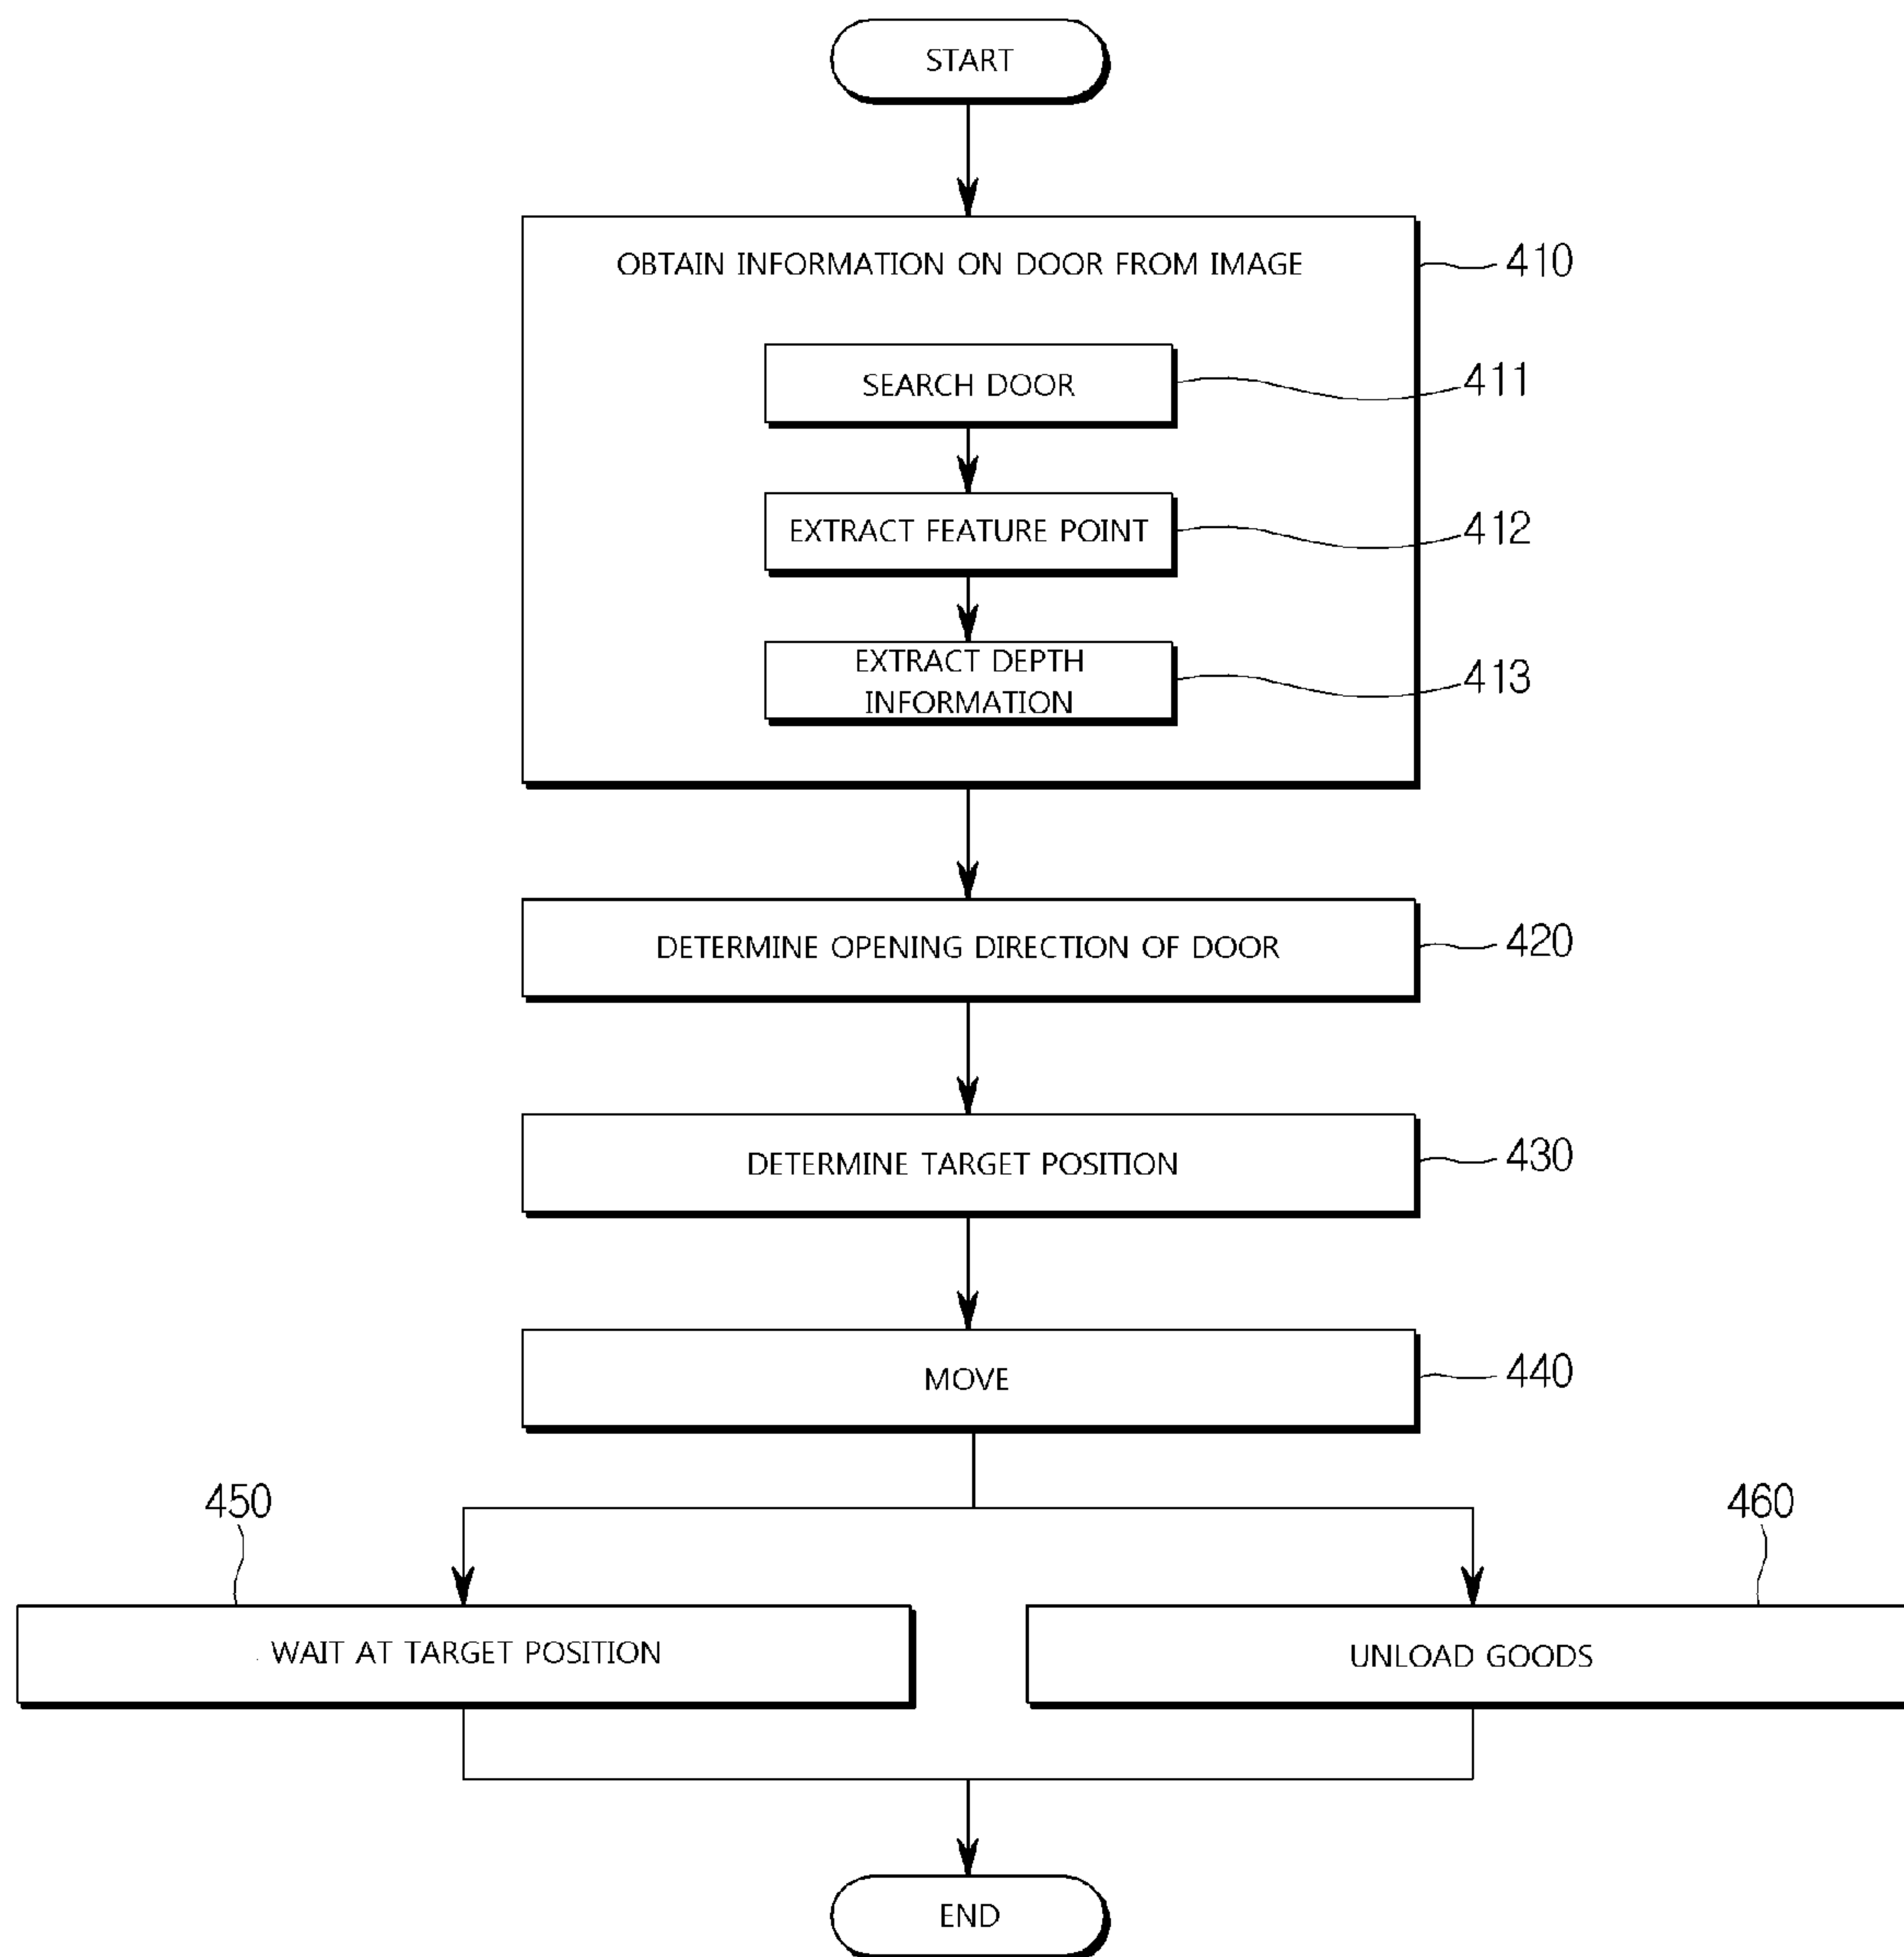 START
OBTAIN INFORMATION ON DOOR FROM IMAGE
410
SEARCH DOOR
411
EXTRACT FEATURE POINT
412
EXTRACT DEPTH
INFORMATION
413
DETERMINE OPENING DIRECTION OF DOOR
420
DETERMINE TARGET POSITION
430
MOVE
440
450
460
WAIT AT TARGET POSITION
UNLOAD GOODS
END